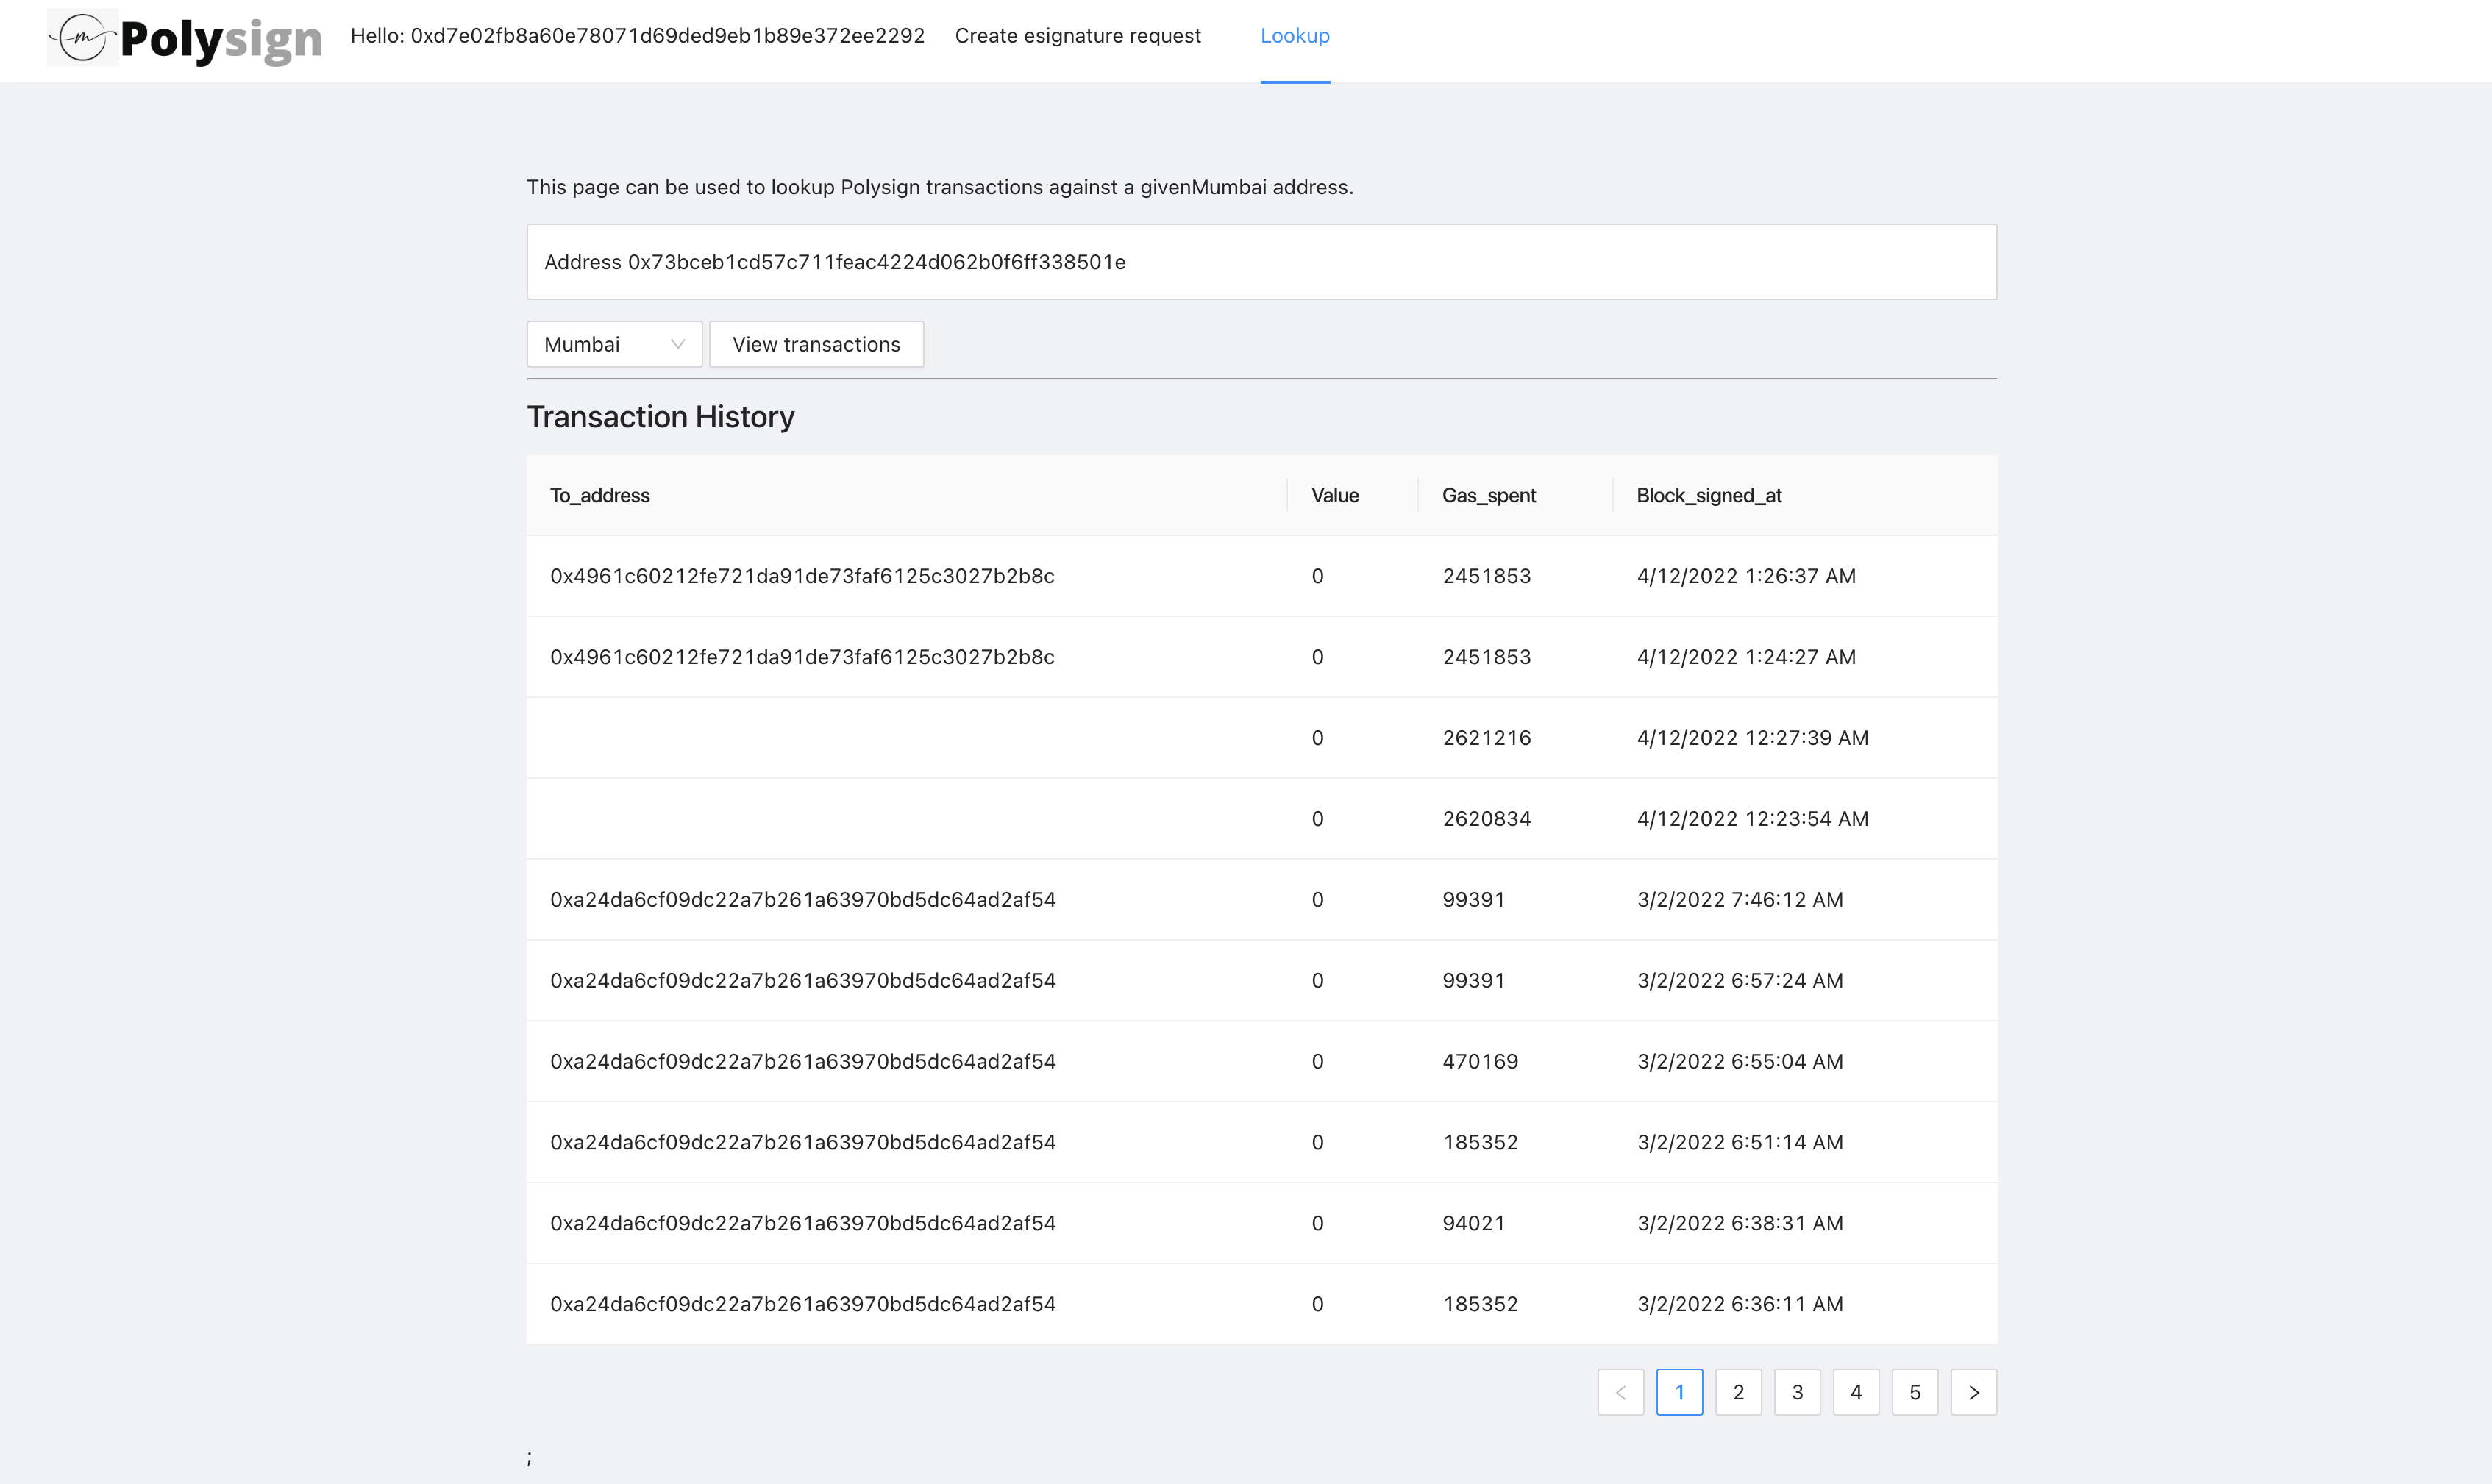 m Polysign Hello: 0xd7e02fb8a60e78071d69ded9eb1b89e372ee2292 Create esignature request Lookup
This page can be used to lookup Polysign transactions against a givenMumbai address.
Address 0x73bceb1cd57c711feac4224d062b0f6ff338501e
Mumbai View transactions
Transaction History
To_address Value Gas_spent Block_signed_at
0x4961c60212fe721da91de73faf6125c3027b2b8c 0 2451853 4/12/2022 1:26:37 AM
0x4961c60212fe721da91de73faf6125c3027b2b8c 0 2451853 4/12/2022 1:24:27 AM
0 2621216 4/12/2022 12:27:39 AM
0 2620834 4/12/2022 12:23:54 AM
0xa24da6cf09dc22a7b261a63970bd5dc64ad2af54 0 99391 3/2/2022 7:46:12 AM
0xa24da6cf09dc22a7b261a63970bd5dc64ad2af54 0 99391 3/2/2022 6:57:24 AM
0xa24da6cf09dc22a7b261a63970bd5dc64ad2af54 0 470169 3/2/2022 6:55:04 AM
0xa24da6cf09dc22a7b261a63970bd5dc64ad2af54 0 185352 3/2/2022 6:51:14 AM
0xa24da6cf09dc22a7b261a63970bd5dc64ad2af54 0 94021 3/2/2022 6:38:31 AM
0xa24da6cf09dc22a7b261a63970bd5dc64ad2af54 0 185352 3/2/2022 6:36:11 AM
< 1 2 3 4 5 >
;